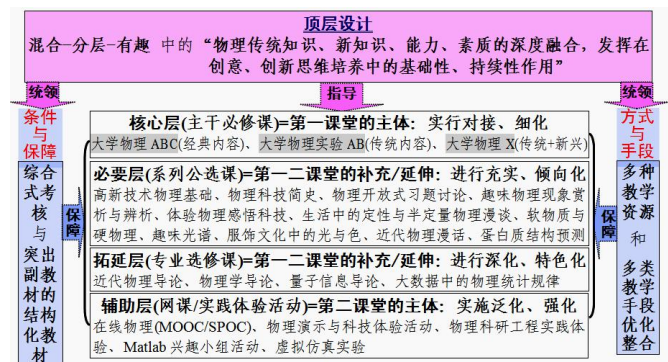 顶层设计
混合–分层–有趣 中的“物理传统知识、新知识、能力、素质的深度融合，发挥在
创意、创新思维培养中的基础性、持续性作用”
统领
指导
统领
条件
与
保障
综合
式考
核
与
突出
副教
材的
结构
化教
材
保障
核心层(主干必修课)=第一课堂的主体：实行对接、细化
大学物理 ABC(经典内容)、大学物理实验 AB(传统内容)、大学物理 X(传统+新兴)
必要层(系列公选课)=第一二课堂的补充/延伸：进行充实、倾向化
高新技术物理基础、物理科技简史、物理开放式习题讨论、趣味物理现象赏
析与辨析、体验物理感悟科技、生活中的定性与半定量物理漫谈、软物质与
硬物理、趣味光谱、服饰文化中的光与色、近代物理漫话、蛋白质结构预测
拓延层(专业选修课)=第一二课堂的补充/延伸：进行深化、特色化
近代物理导论、物理学导论、量子信息导论、大数据中的物理统计规律
辅助层(网课/实践体验活动)=第二课堂的主体：实施泛化、强化
在线物理(MOOC/SPOC)、物理演示与科技体验活动、物理科研工程实践体
验、Matlab 兴趣小组活动、虚拟仿真实验
保障
方式
与
手段
多种
教学
资源
和
多类
教学
手段
优化
整合